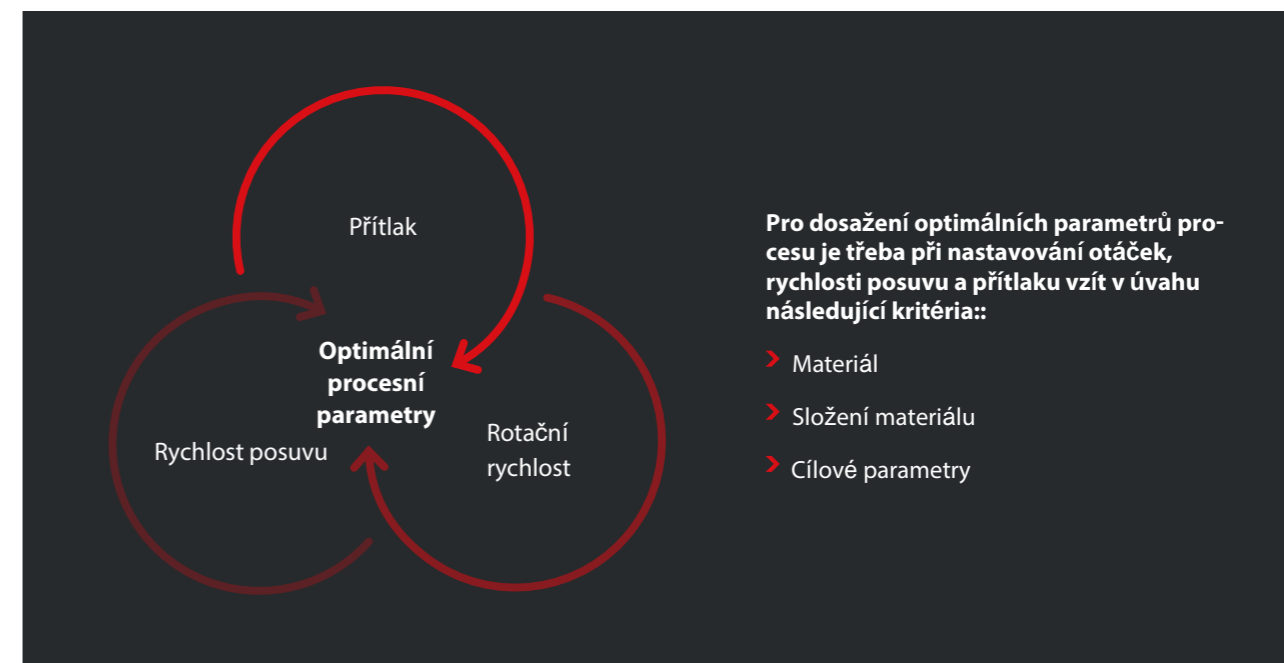 Přítlak
Optimální
procesní
parametry
Rychlost posuvu
Rotační
rychlost
Pro dosažení optimálních parametrů pro-
cesu je třeba při nastavování otáček,
rychlosti posuvu a přítlaku vzít v úvahu
následující kritéria::
Materiál
Složení materiálu
Cílové parametry